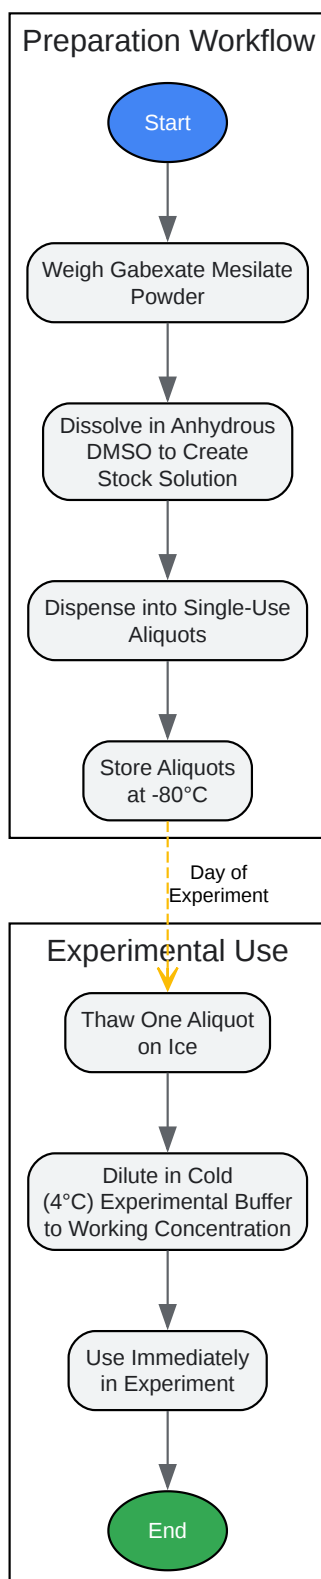 Preparation Workflow
Start
Weigh Gabexate Mesilate
Powder
Dissolve in Anhydrous
DMSO to Create
Stock Solution
Dispense into Single-Use
Aliquots
Store Aliquots
at -80°C
Day of
Experiment
Experimental Use
Thaw One Aliquot
on Ice
Dilute in Cold
(4°C) Experimental Buffer
to Working Concentration
Use Immediately
in Experiment
End